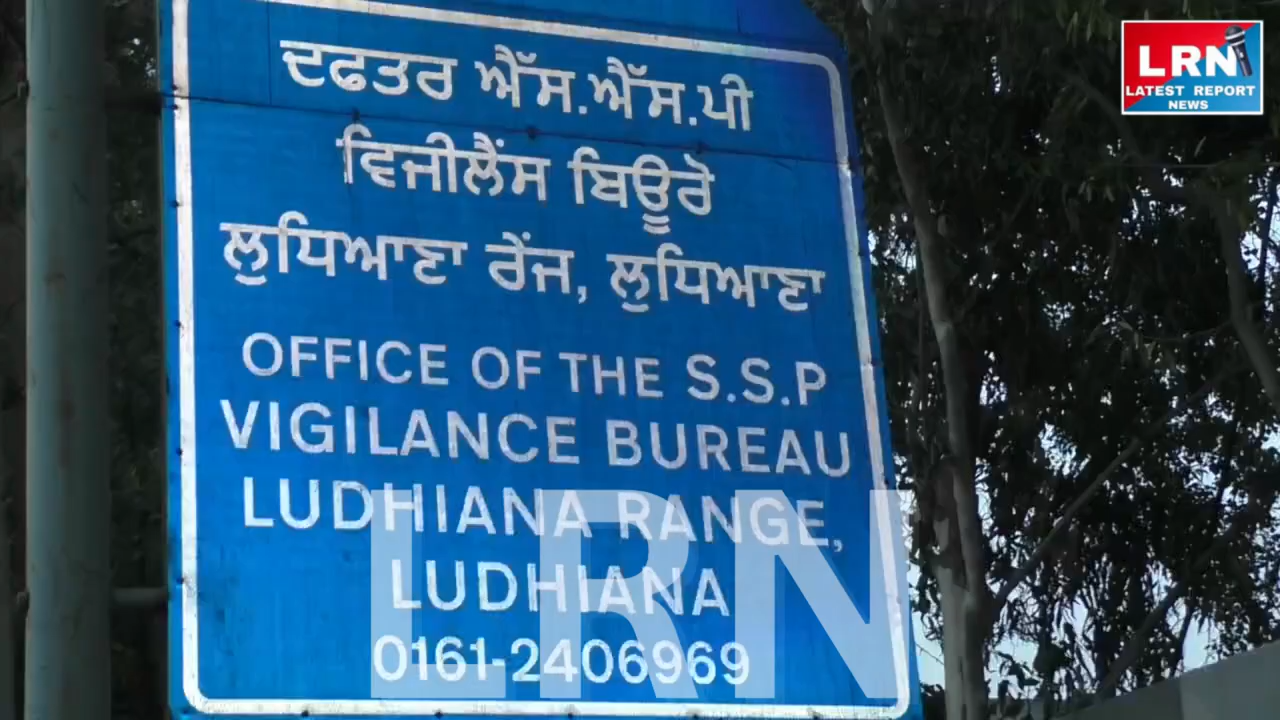 ਦਫਤਰ ਐੱਸ.ਐੱਸ.ਪੀ
ਵਿਜੀਲੈਂਸ ਬਿਊਰੋ
ਲੁਧਿਆਣਾ ਰੇਂਜ, ਲੁਧਿਆਣਾ
OFFICE OF THE S.S.P
VIGILANCE BUREAU
LUDHIANA RANGE,
LUDHIANA
0161-2406969
LRN
LRN
LATEST REPORT
NEWS